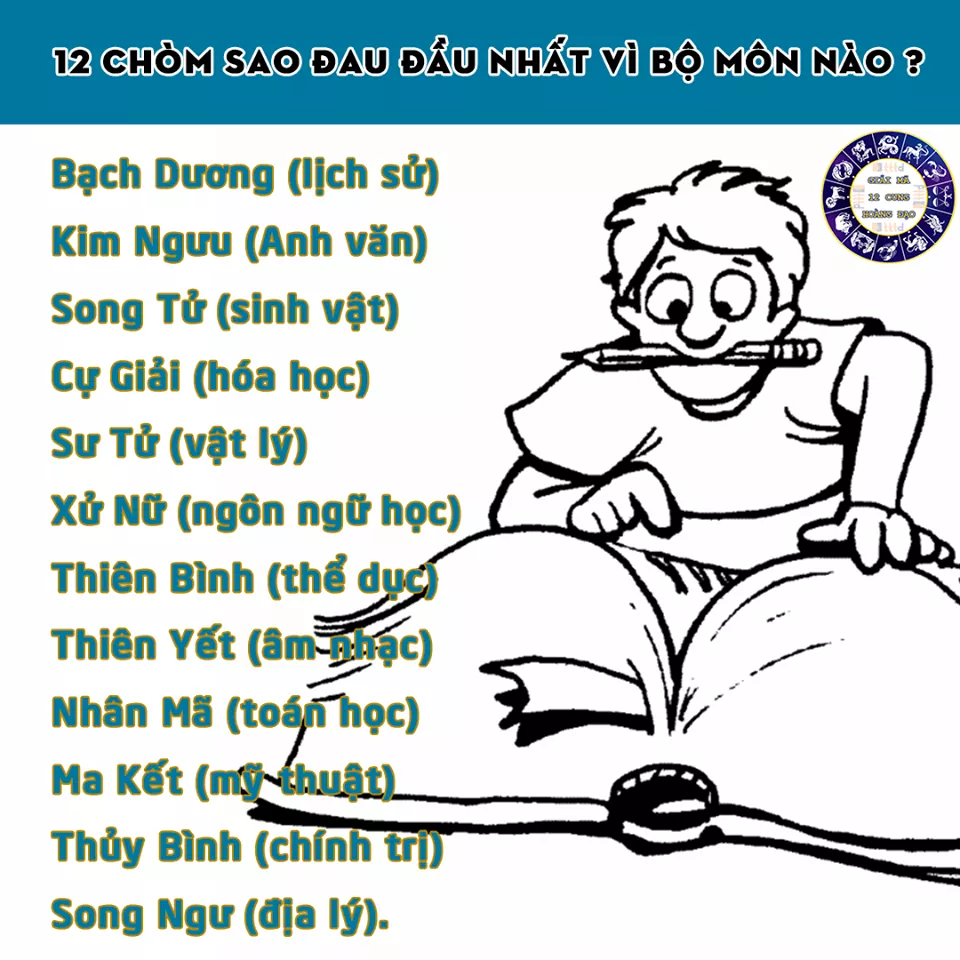 12 CHÒM SAO ĐAU ĐẦU NHẤT VÌ BỘ MÔN NÀO ?
GIẢI MÃ
12 CUNG
HOÀNG ĐẠO
Bạch Dương (lịch sử)
Kim Ngưu (Anh văn)
Song Tử (sinh vật)
Cự Giải (hóa học)
Sư Tử (vật lý)
Xử Nữ (ngôn ngữ học)
Thiên Bình (thể dục)
Thiên Yết (âm nhạc)
Nhân Mã (toán học)
Ma Kết (mỹ thuật)
Thủy Bình (chính trị)
Song Ngư (địa lý).